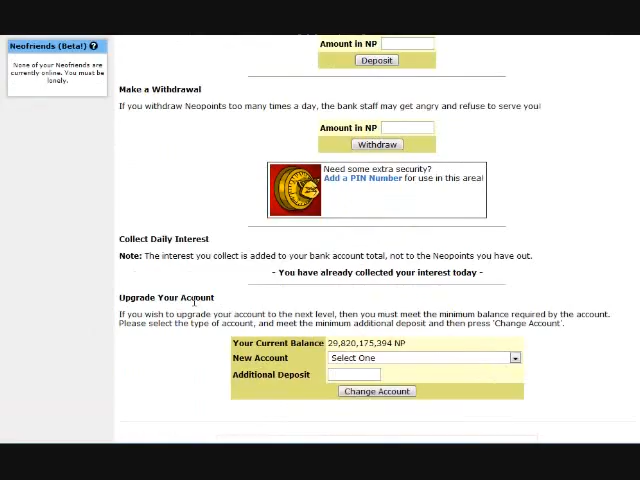 Neofriends (Beta!) ?
None of your Neofriends are
currently online. You must be
lonely.
Amount in NP
Deposit
Make a Withdrawal
If you withdraw Neopoints too many times a day, the bank staff may get angry and refuse to serve you!
Amount in NP
Withdraw
Need some extra security?
Add a PIN Number for use in this area!
Collect Daily Interest
Note: The interest you collect is added to your bank account total, not to the Neopoints you have out.
- You have already collected your interest today -
Upgrade Your Account
If you wish to upgrade your account to the next level, then you must meet the minimum balance required by the account.
Please select the type of account, and meet the minimum additional deposit and then press 'Change Account'.
Your Current Balance 29,820,175,394 NP
New Account Select One
Additional Deposit
Change Account